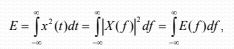 E = ∫_{-∞}^{∞} x²(t)dt = ∫_{-∞}^{∞} |X(f)|² df = ∫_{-∞}^{∞} E(f)df,